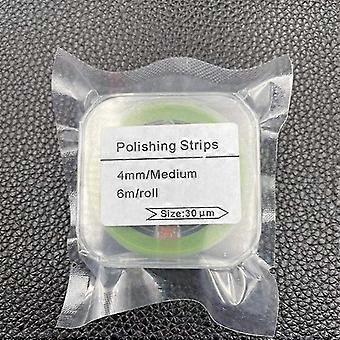 Polishing Strips
4mm/Medium
6m/roll
Size:30 μm